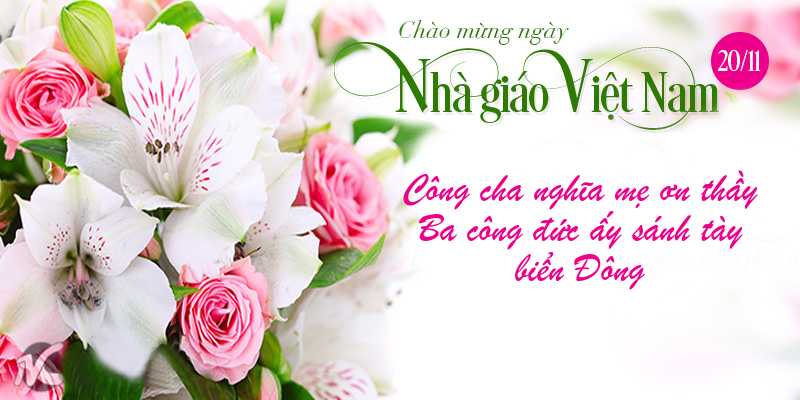 Chào mừng ngày
20/11
Nhà giáo Việt Nam
Công cha nghĩa mẹ ơn thầy
Ba công đức ấy sánh tày
biển Đông